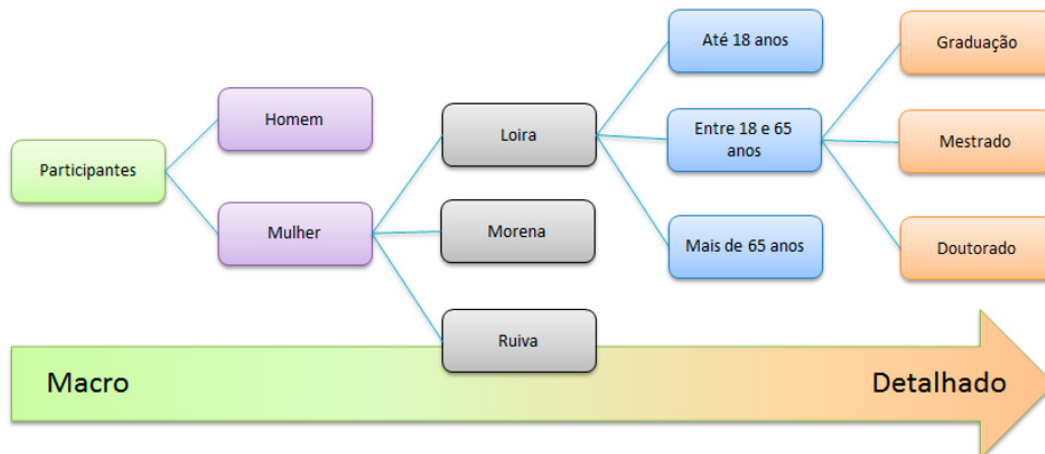 Participantes
Homem
Mulher
Loira
Morena
Ruiva
Até 18 anos
Entre 18 e 65
anos
Mais de 65 anos
Graduação
Mestrado
Doutorado
Macro
Detalhado